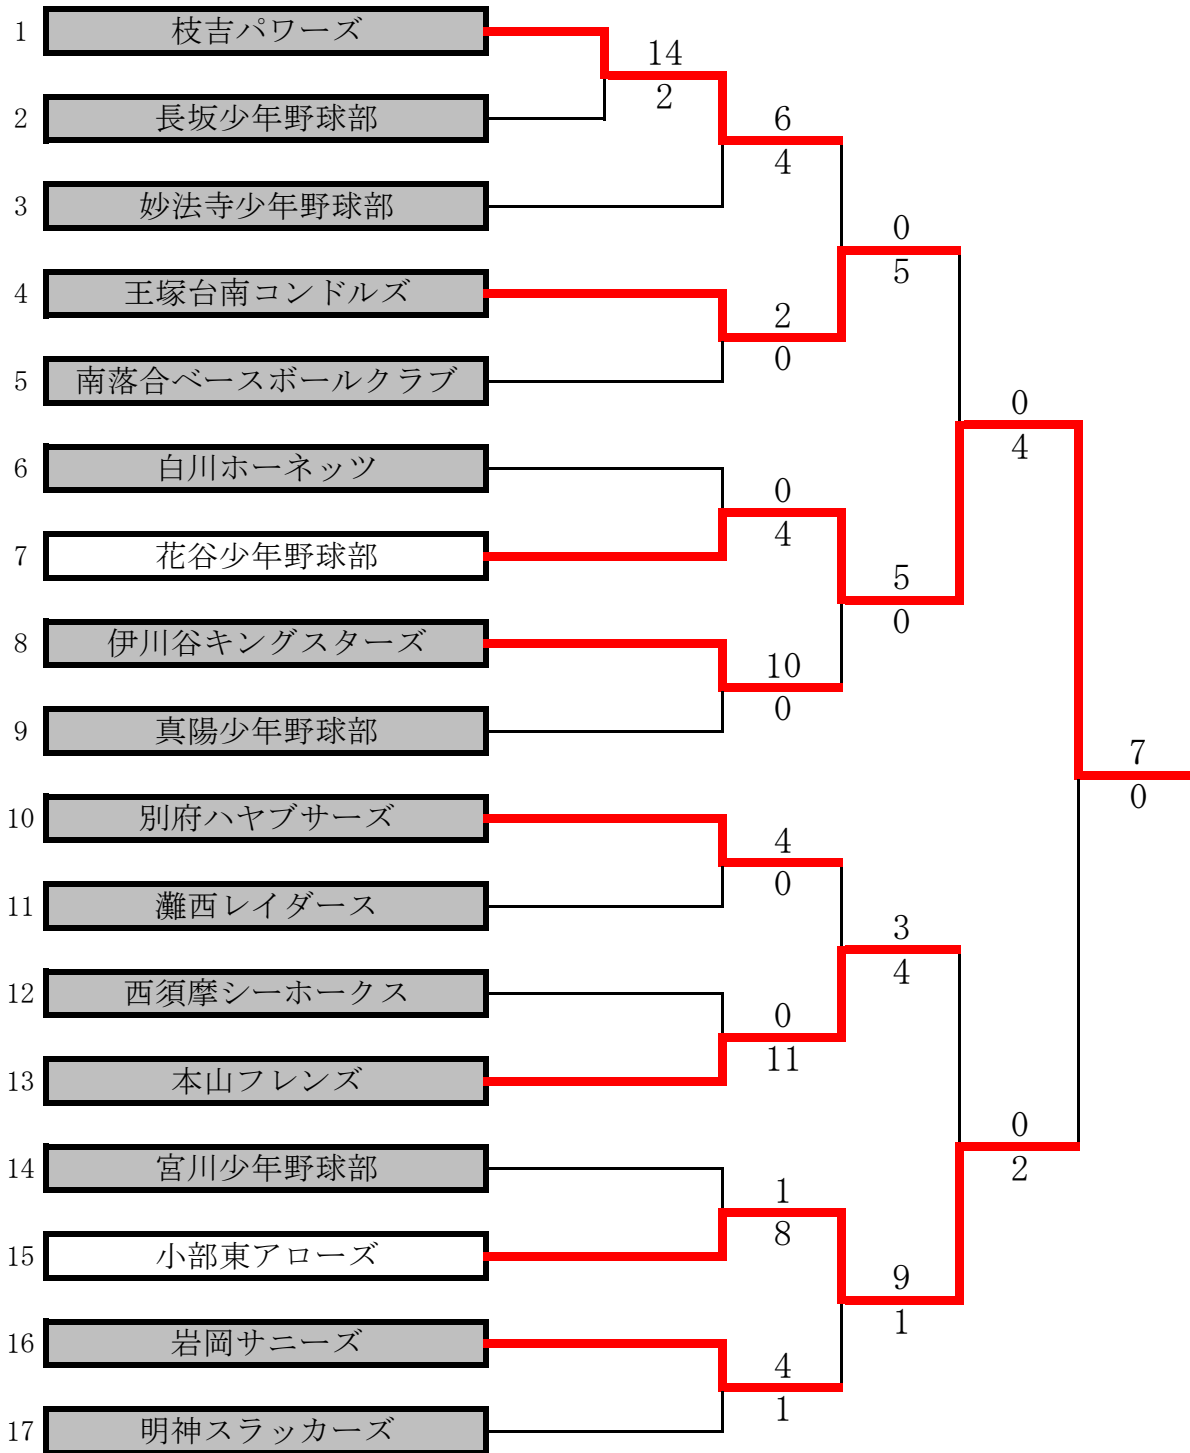 1 枝吉パワーズ
14
2
2 長坂少年野球部
6
4
3 妙法寺少年野球部
0
5
4 王塚台南コンドルズ
2
0
5 南落合ベースボールクラブ
0
4
6 白川ホーネッツ
0
4
7 花谷少年野球部
5
0
8 伊川谷キングスターズ
10
0
9 真陽少年野球部
7
0
10 別府ハヤブサーズ
4
0
11 灘西レイダース
3
4
12 西須摩シーホークス
0
11
13 本山フレンズ
0
2
14 宮川少年野球部
1
8
15 小部東アローズ
9
1
16 岩岡サニーズ
4
1
17 明神スラッカーズ